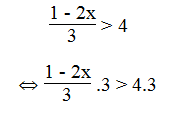 (1 - 2x)/3 > 4
⇔ (1 - 2x)/3 .3 > 4.3